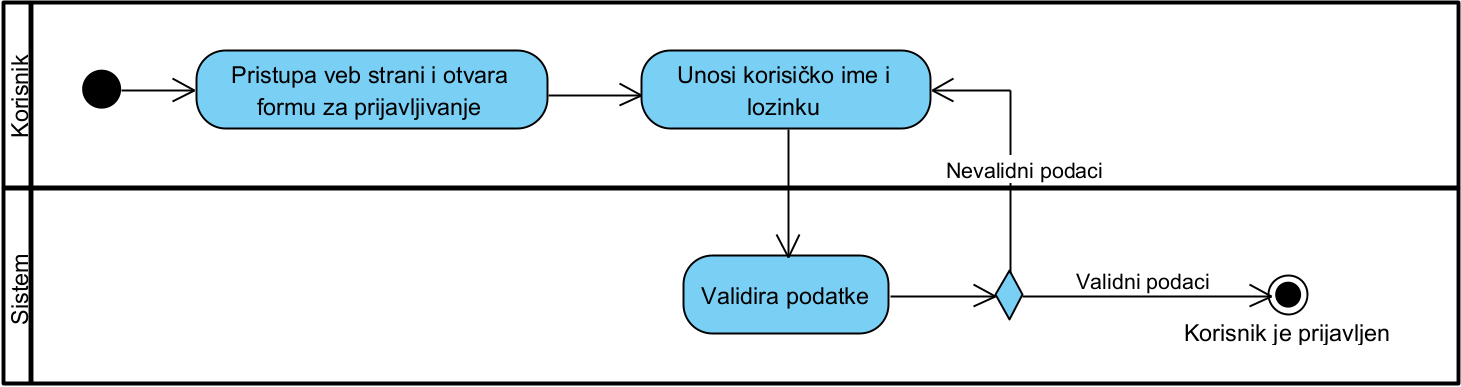 Korisnik
Pristupa veb strani i otvara
formu za prijavljivanje
Unosi korisičko ime i
lozinku
Nevalidni podaci
Sistem
Validira podatke
Validni podaci
Korisnik je prijavljen